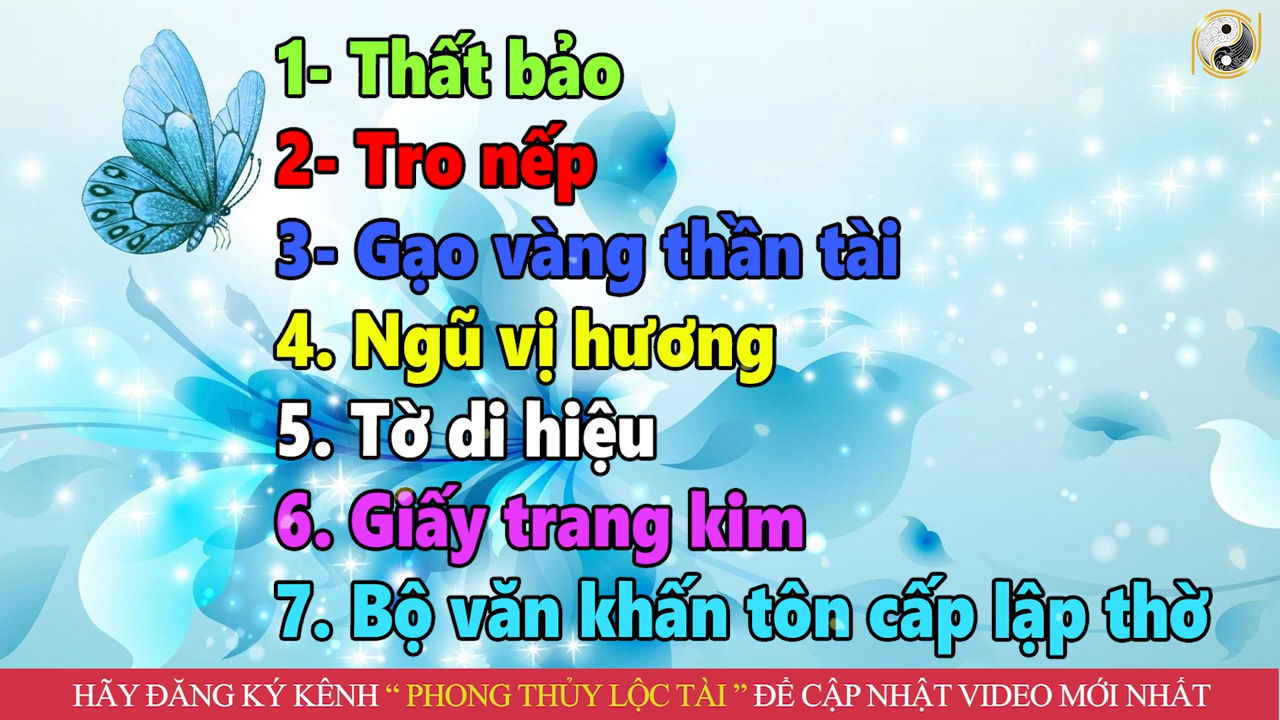 1- Thất bảo
2- Tro nếp
3- Gạo vàng thần tài
4. Ngũ vị hương
5. Tờ di hiệu
6. Giấy trang kim
7. Bộ văn khấn tôn cấp lập thờ
HÃY ĐĂNG KÝ KÊNH “ PHONG THỦY LỘC TÀI ” ĐỂ CẬP NHẬT VIDEO MỚI NHẤT